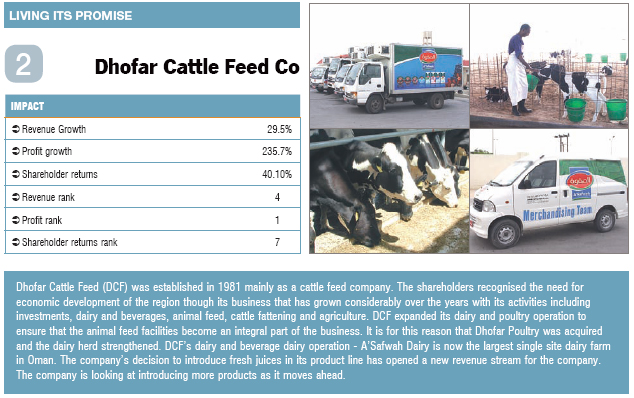 LIVING ITS PROMISE
2
Dhofar Cattle Feed Co
IMPACT
Revenue Growth 29.5%
Profit growth 235.7%
Shareholder returns 40.10%
Revenue rank 4
Profit rank 1
Shareholder returns rank 7
الصفوة
Merchandising Team
Dhofar Cattle Feed (DCF) was established in 1981 mainly as a cattle feed company. The shareholders recognised the need for
economic development of the region though its business that has grown considerably over the years with its activities including
investments, dairy and beverages, animal feed, cattle fattening and agriculture. DCF expanded its dairy and poultry operation to
ensure that the animal feed facilities become an integral part of the business. It is for this reason that Dhofar Poultry was acquired
and the dairy herd strengthened. DCF's dairy and beverage dairy operation - A'Safwah Dairy is now the largest single site dairy farm
in Oman. The company's decision to introduce fresh juices in its product line has opened a new revenue stream for the company.
The company is looking at introducing more products as it moves ahead.